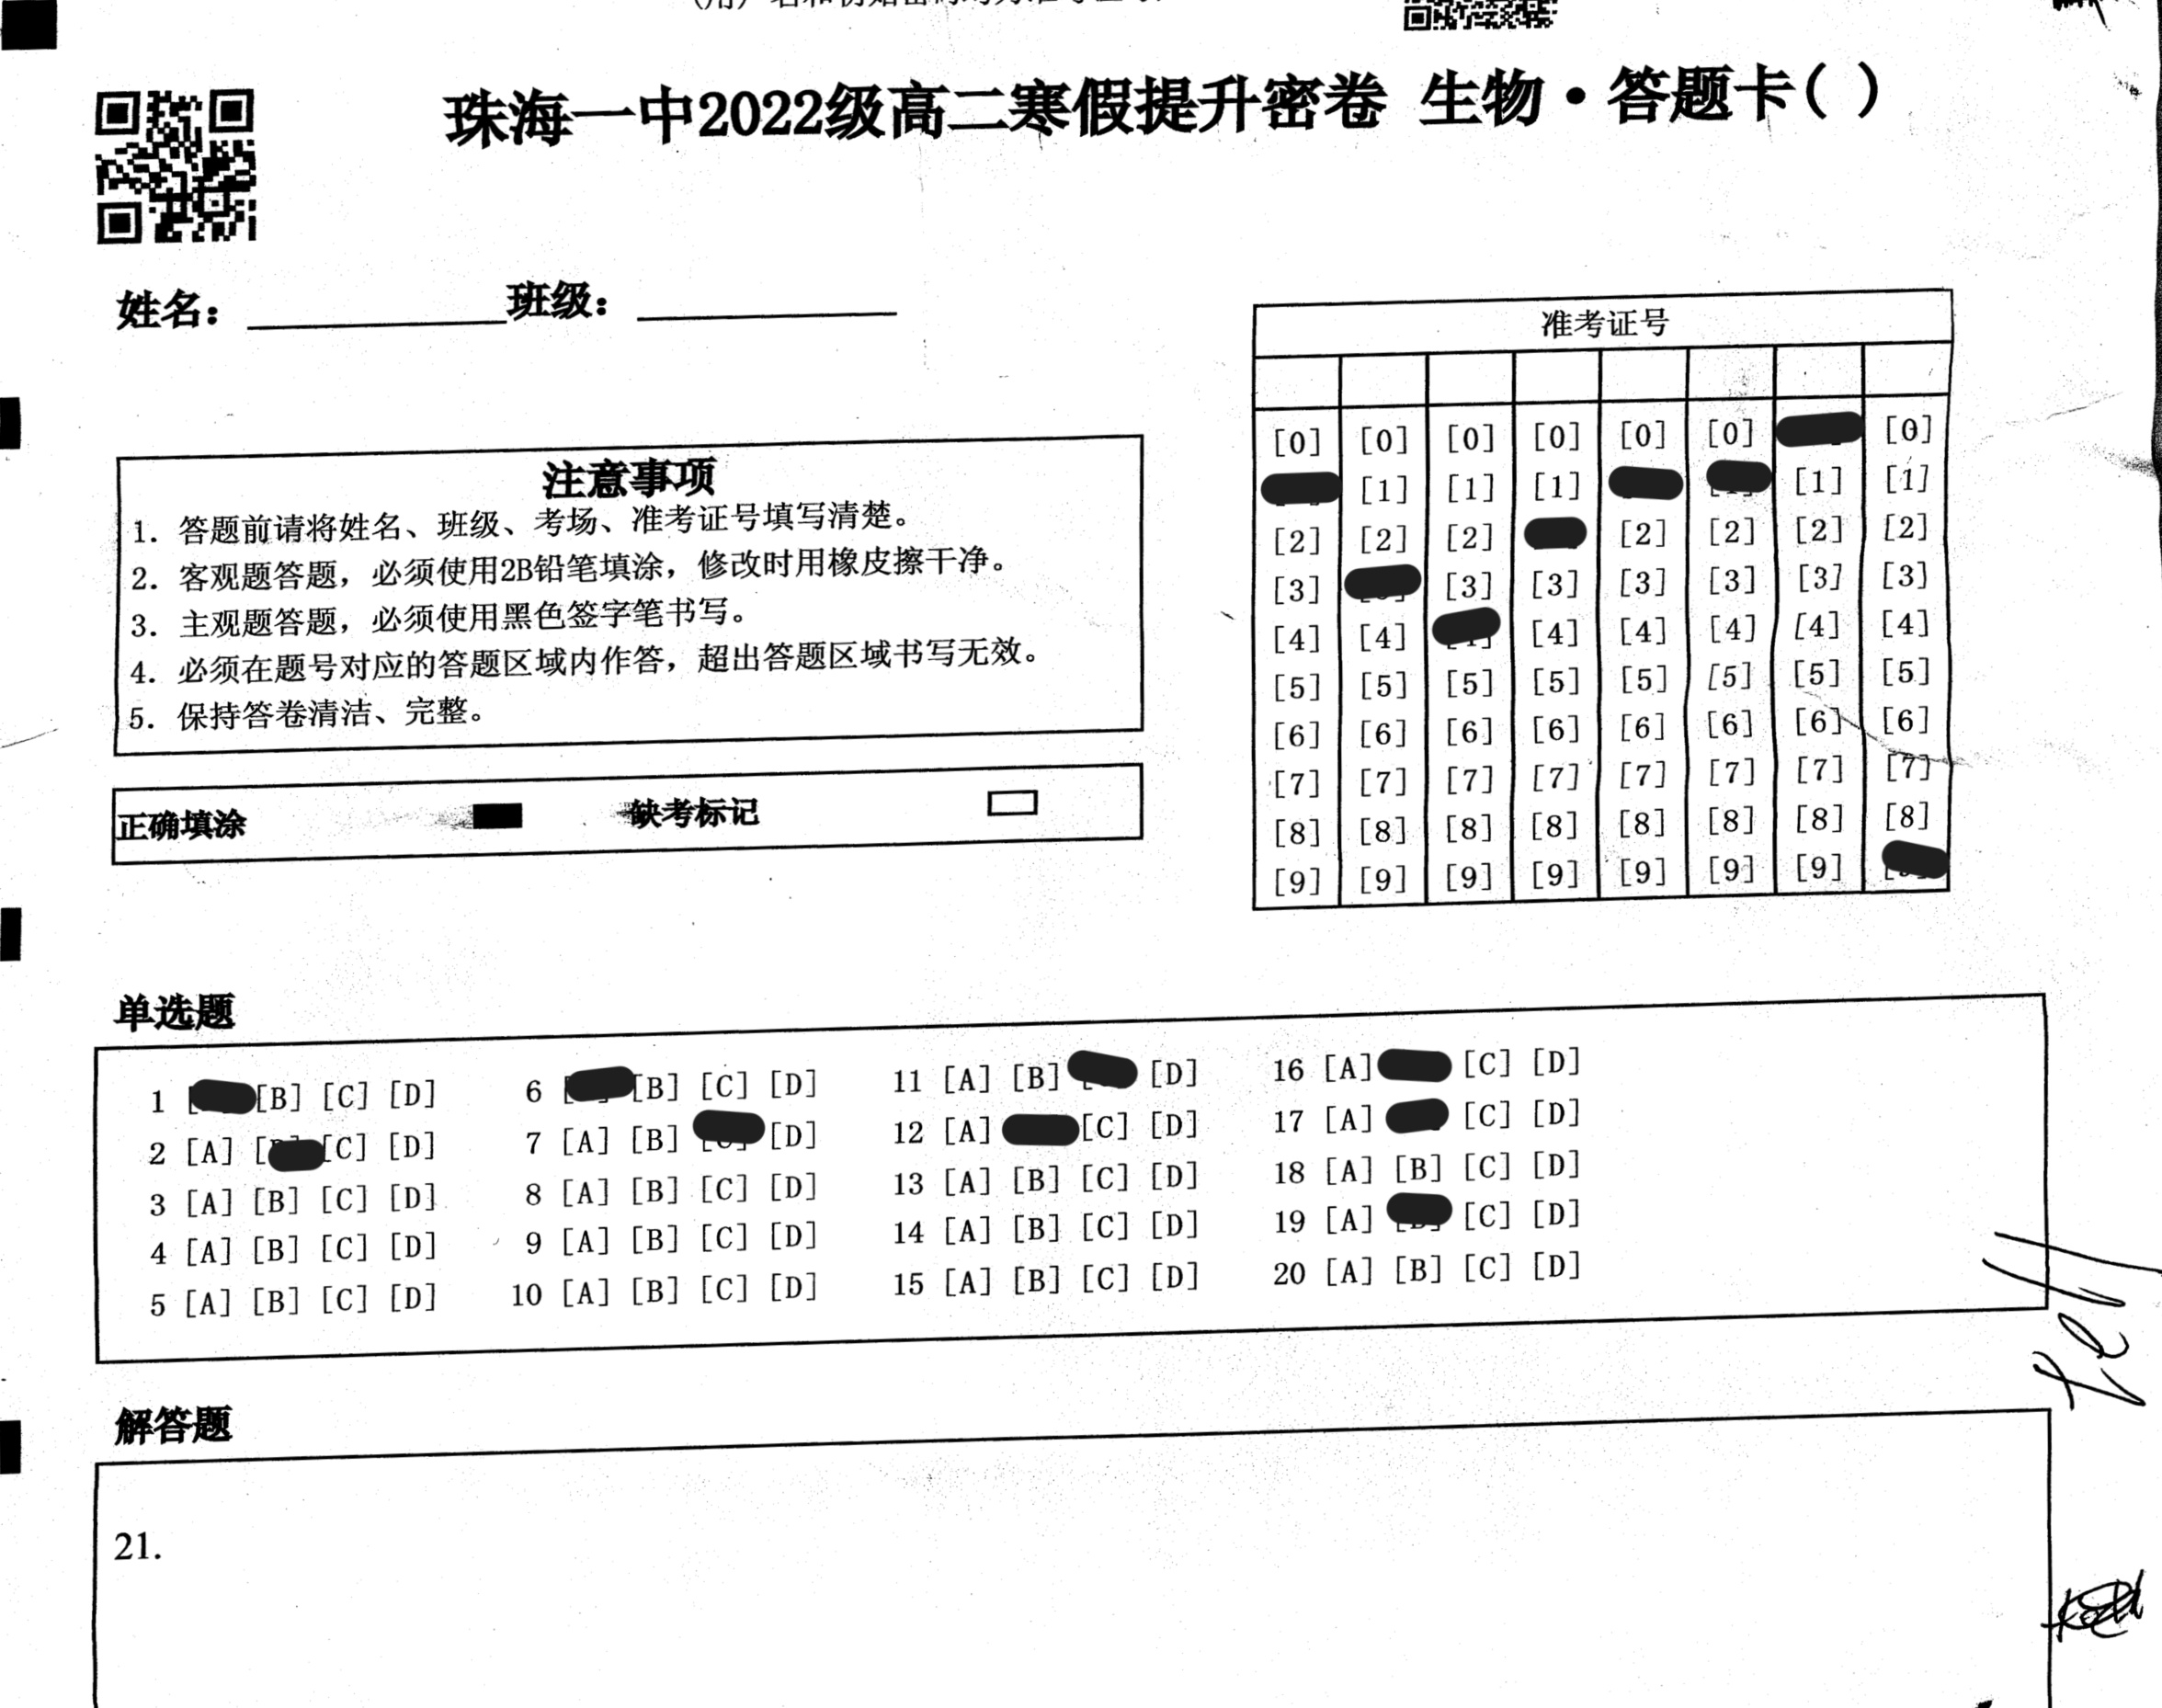 珠海一中2022级高二寒假提升密卷 生物·答题卡( )
姓名: 班级:
准考证号
[0] [0] [0] [0] [0] [0] [0]
[1] [1] [1] [1] [1]
[2] [2] [2] [2] [2] [2] [2]
[3] [3] [3] [3] [3] [3] [3]
[4] [4] [4] [4] [4] [4] [4]
[5] [5] [5] [5] [5] [5] [5] [5]
[6] [6] [6] [6] [6] [6] [6] [6]
[7] [7] [7] [7] [7] [7] [7] [7]
[8] [8] [8] [8] [8] [8] [8] [8]
[9] [9] [9] [9] [9] [9] [9]
注意事项
1. 答题前请将姓名、班级、考场、准考证号填写清楚。
2. 客观题答题，必须使用2B铅笔填涂，修改时用橡皮擦干净。
3. 主观题答题，必须使用黑色签字笔书写。
4. 必须在题号对应的答题区域内作答，超出答题区域书写无效。
5. 保持答卷清洁、完整。
正确填涂 缺考标记
单选题
1 [B] [C] [D]
2 [A] [C] [D]
3 [A] [B] [C] [D]
4 [A] [B] [C] [D]
5 [A] [B] [C] [D]
6 [B] [C] [D]
7 [A] [B] [D]
8 [A] [B] [C] [D]
9 [A] [B] [C] [D]
10 [A] [B] [C] [D]
11 [A] [B] [D]
12 [A] [C] [D]
13 [A] [B] [C] [D]
14 [A] [B] [C] [D]
15 [A] [B] [C] [D]
16 [A] [C] [D]
17 [A] [C] [D]
18 [A] [B] [C] [D]
19 [A] [C] [D]
20 [A] [B] [C] [D]
解答题
21.